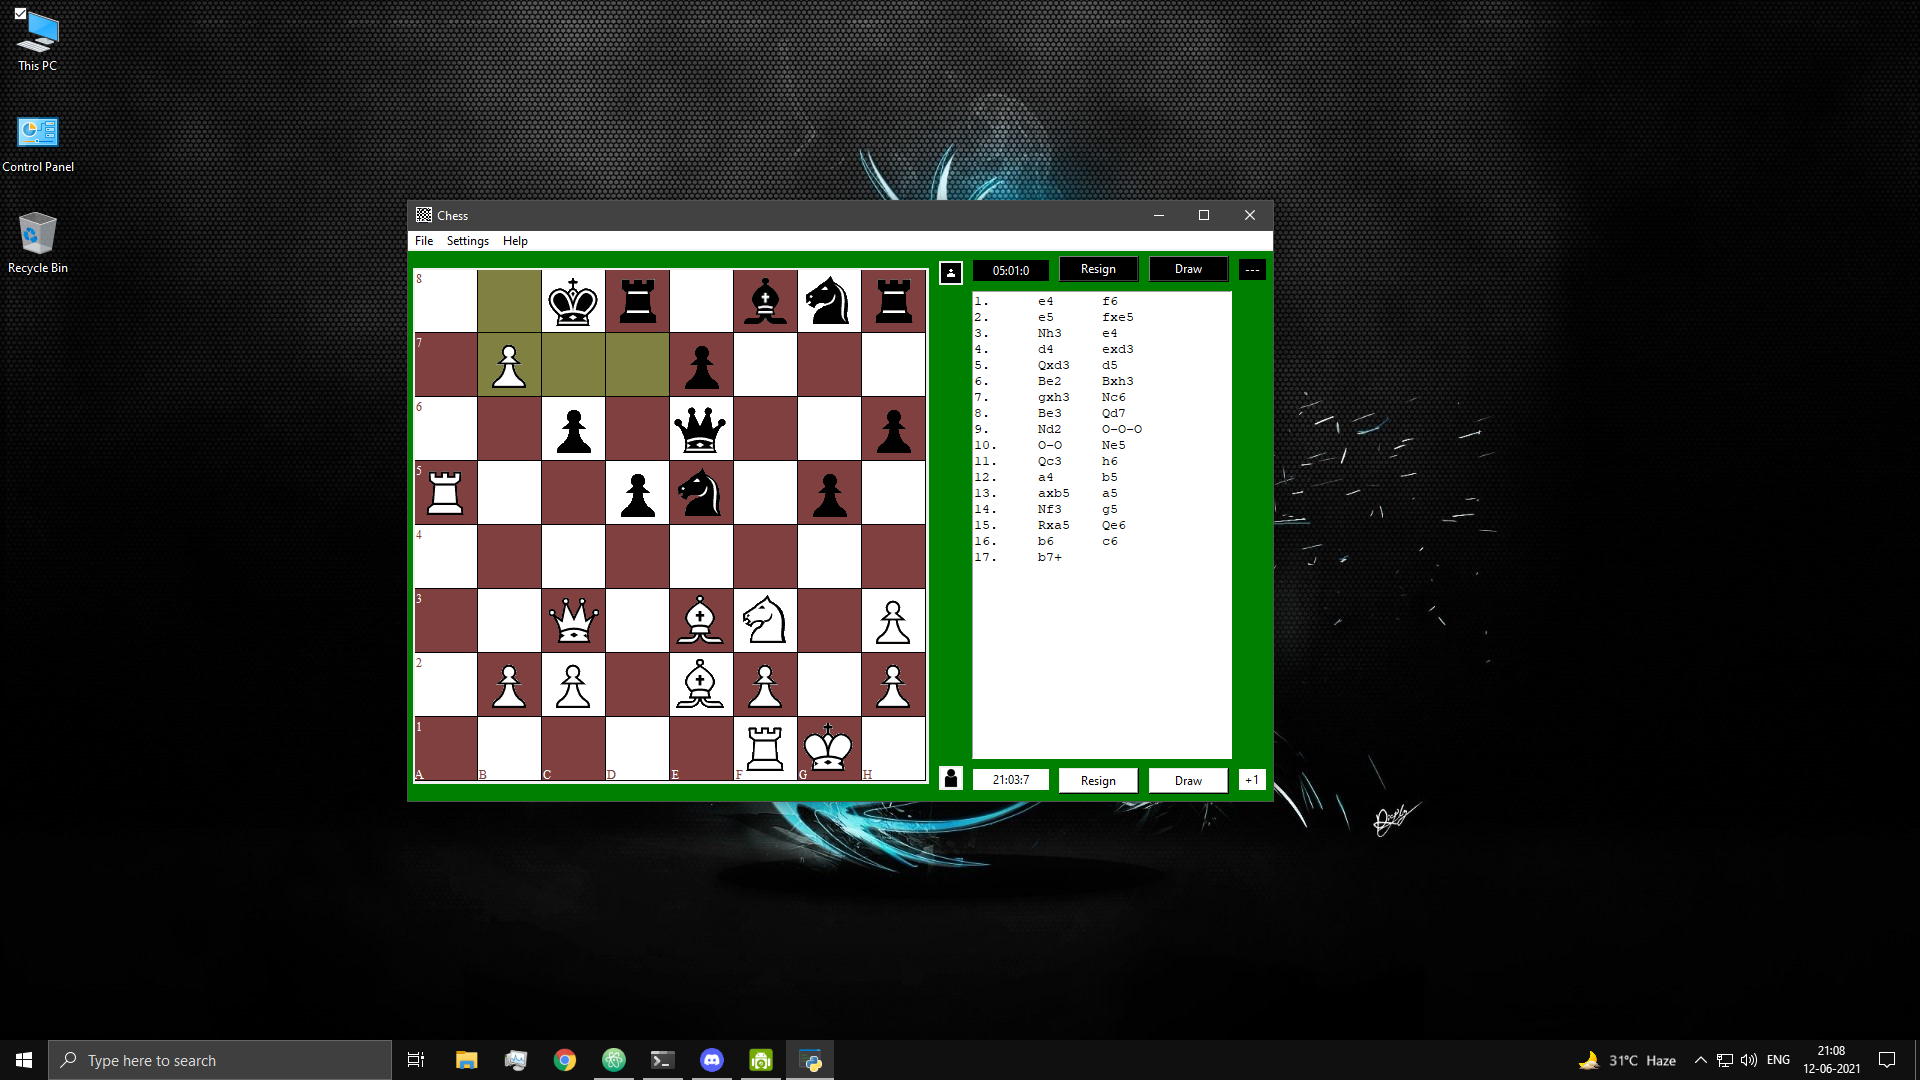 This PC
Control Panel
Recycle Bin
Chess
File Settings Help
05:01:0 Resign Draw ---
1. e4 f6
2. e5 fxe5
3. Nh3 e4
4. d4 exd3
5. Qxd3 d5
6. Be2 Bxh3
7. gxh3 Nc6
8. Be3 Qd7
9. Nd2 O-O-O
10. O-O Ne5
11. Qc3 h6
12. a4 b5
13. axb5 a5
14. Nf3 g5
15. Rxa5 Qe6
16. b6 c6
17. b7+
8
7
6
5
4
3
2
1
A B C D E F G H
21:03:7 Resign Draw +1
Type here to search
31°C Haze
ENG
21:08
12-06-2021